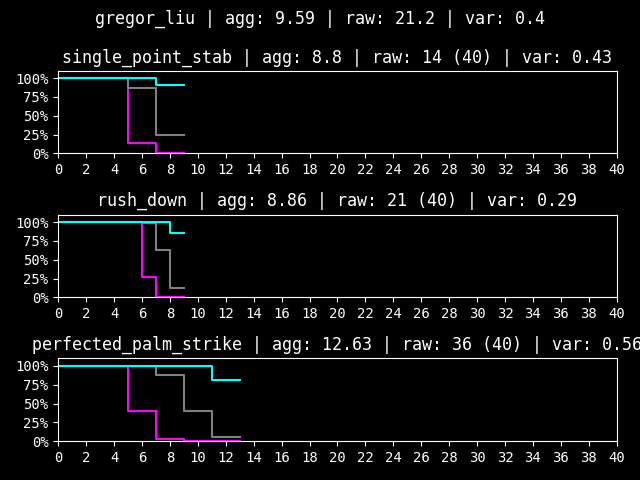 gregor_liu | agg: 9.59 | raw: 21.2 | var: 0.4
single_point_stab | agg: 8.8 | raw: 14 (40) | var: 0.43
100%
75%
50%
25%
0%
0 2 4 6 8 10 12 14 16 18 20 22 24 26 28 30 32 34 36 38 40
rush_down | agg: 8.86 | raw: 21 (40) | var: 0.29
100%
75%
50%
25%
0%
0 2 4 6 8 10 12 14 16 18 20 22 24 26 28 30 32 34 36 38 40
perfected_palm_strike | agg: 12.63 | raw: 36 (40) | var: 0.56
100%
75%
50%
25%
0%
0 2 4 6 8 10 12 14 16 18 20 22 24 26 28 30 32 34 36 38 40